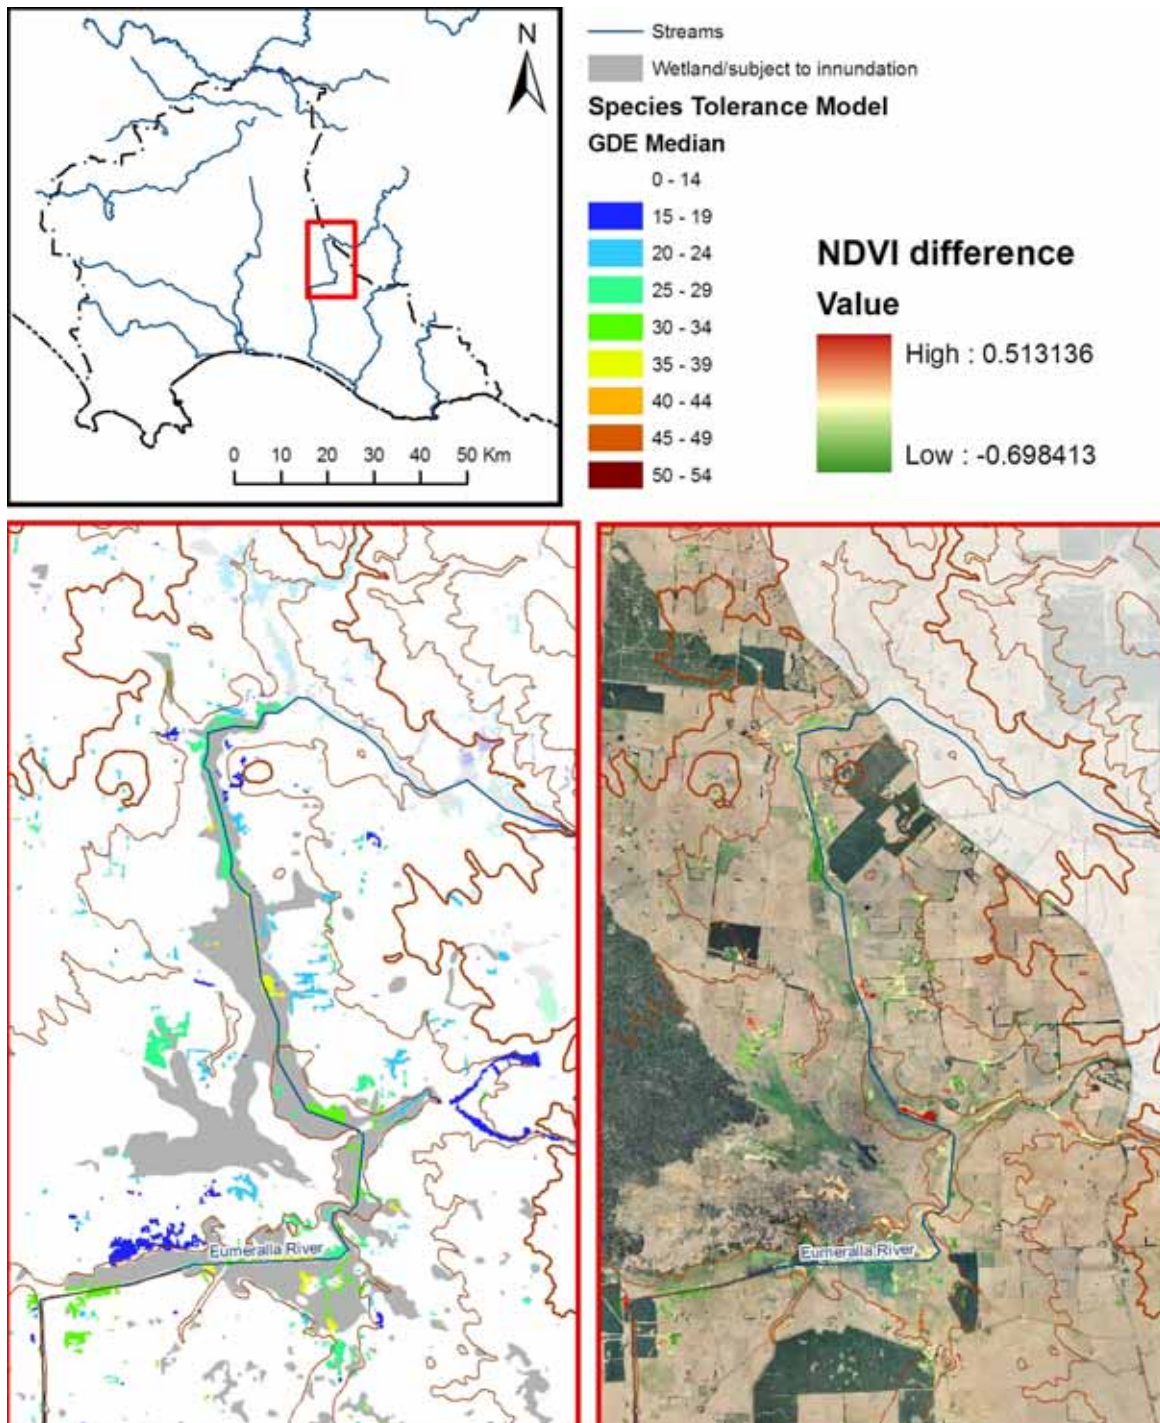 N
0 10 20 30 40 50 Km
Streams
Wetland/subject to innundation
Species Tolerance Model
GDE Median
0 - 14
15 - 19
20 - 24
25 - 29
30 - 34
35 - 39
40 - 44
45 - 49
50 - 54
NDVI difference
Value
High : 0.513136
Low : -0.698413
Eumeralla River
Eumeralla River